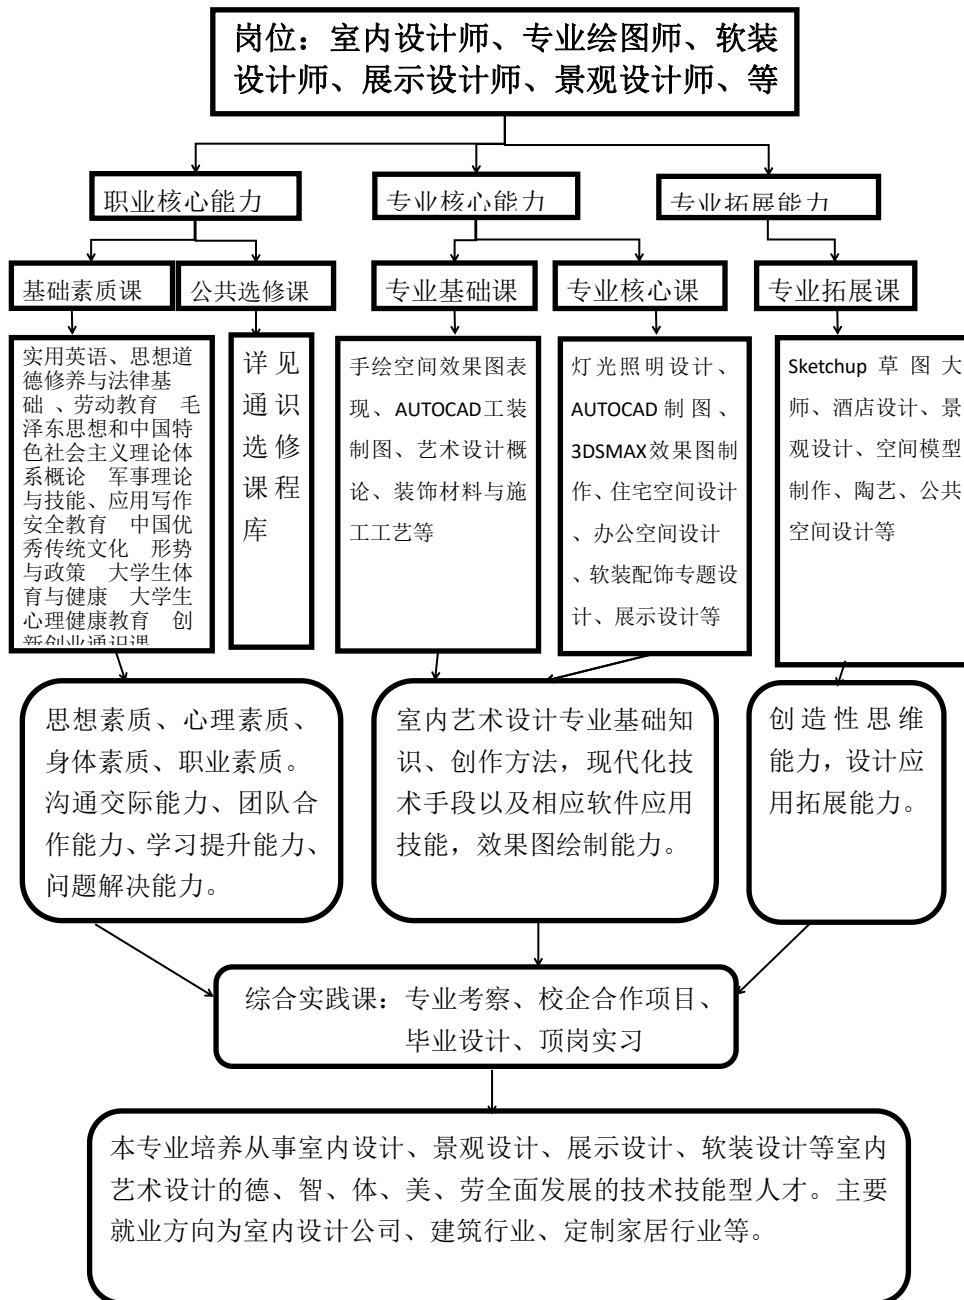 岗位：室内设计师、专业绘图师、软装
设计师、展示设计师、景观设计师、等
职业核心能力
专业核心能力
专业拓展能力
基础素质课
公共选修课
专业基础课
专业核心课
专业拓展课
实用英语、思想道
德修养与法律基
础 、劳动教育 毛
泽东思想和中国特
色社会主义理论体
系概论 军事理论
与技能、应用写作
安全教育 中国优
秀传统文化 形势
与政策 大学生体
育与健康 大学生
心理健康教育 创
新创业通识课
详见
通识
选修
课程
库
手绘空间效果图表
现、AUTOCAD工装
制图、艺术设计概
论、装饰材料与施
工工艺等
灯光照明设计、
AUTOCAD 制图、
3DSMAX效果图制
作、住宅空间设计
、办公空间设计
、软装配饰专题设
计、展示设计等
Sketchup 草图大
师、酒店设计、景
观设计、空间模型
制作、陶艺、公共
空间设计等
思想素质、心理素质、
身体素质、职业素质。
沟通交际能力、团队合
作能力、学习提升能力、
问题解决能力。
室内艺术设计专业基础知
识、创作方法，现代化技
术手段以及相应软件应用
技能，效果图绘制能力。
创造性思维
能力，设计应
用拓展能力。
综合实践课：专业考察、校企合作项目、
毕业设计、顶岗实习
本专业培养从事室内设计、景观设计、展示设计、软装设计等室内
艺术设计的德、智、体、美、劳全面发展的技术技能型人才。主要
就业方向为室内设计公司、建筑行业、定制家居行业等。